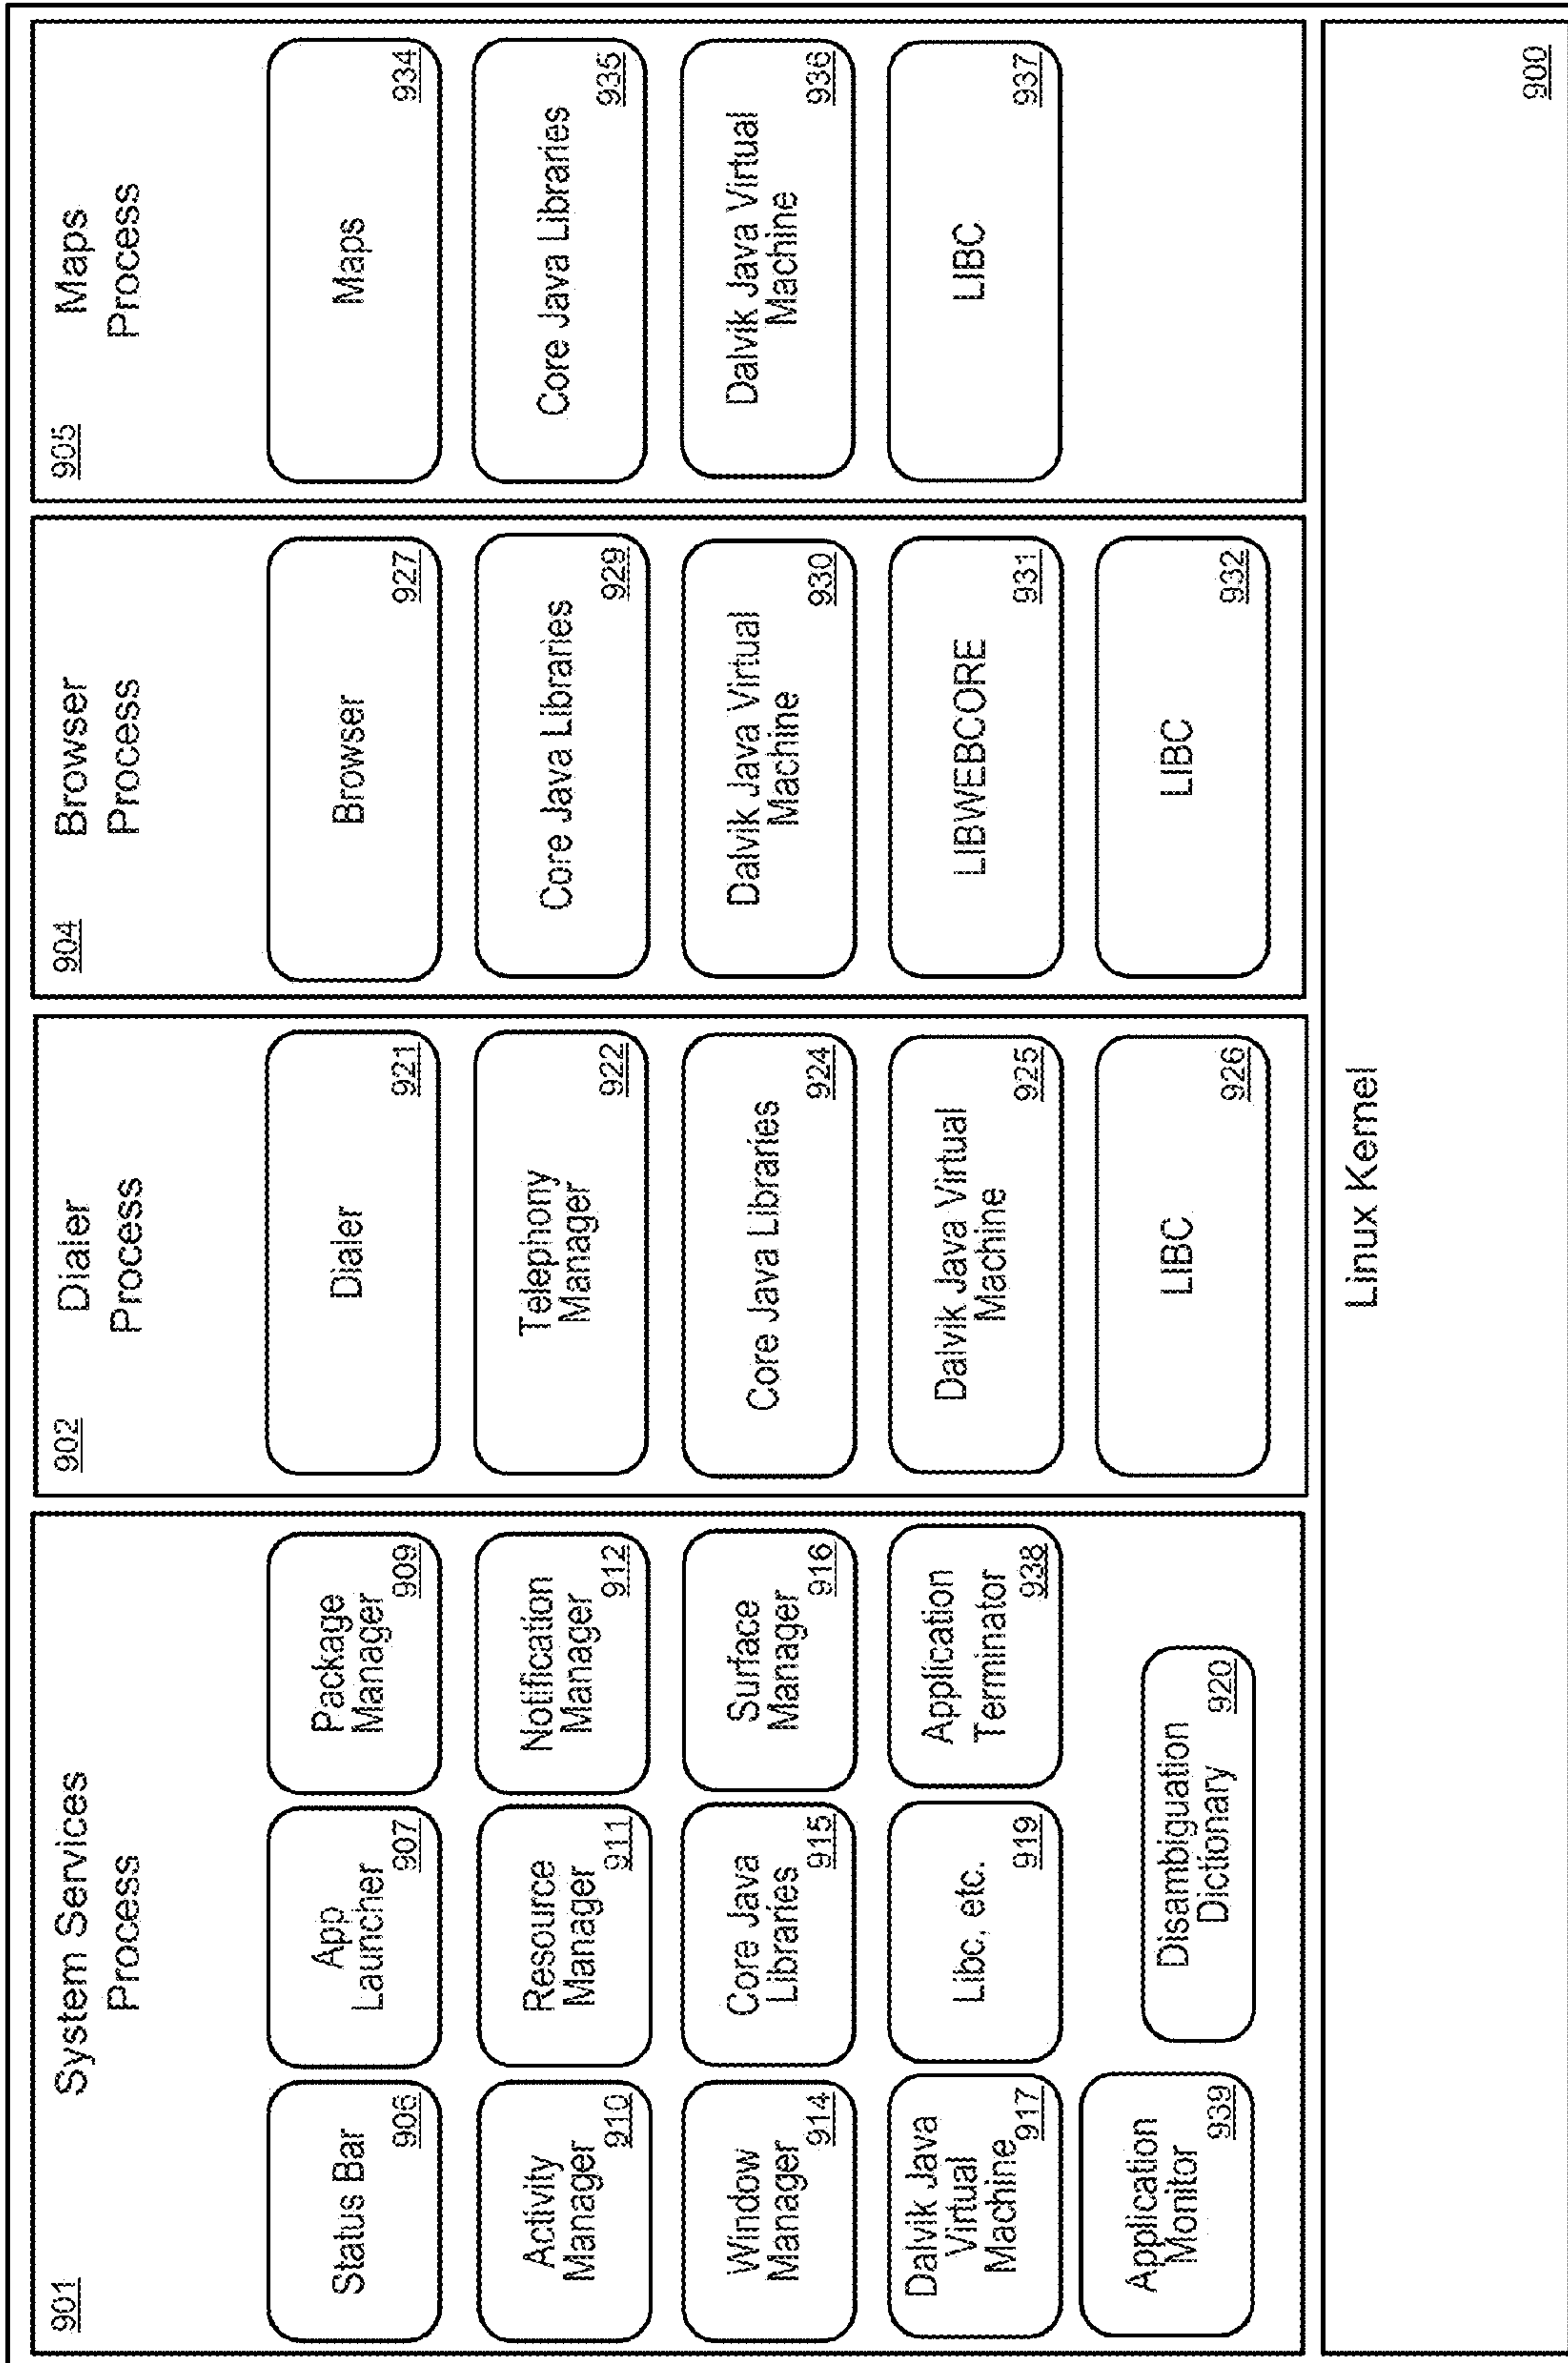 901
System Services
Process
Status Bar
906
App
Launcher
907
Package
Manager
909
Activity
Manager
910
Resource
Manager
911
Notification
Manager
912
Window
Manager
914
Core Java
Libraries
915
Surface
Manager
916
Dalvik Java
Virtual
Machine
917
Libc, etc.
919
Application
Terminator
938
Application
Monitor
939
Disambiguation
Dictionary
920
902
Dialer
Process
Dialer
921
Telephony
Manager
922
Core Java Libraries
924
Dalvik Java Virtual
Machine
925
LIBC
926
904
Browser
Process
Browser
927
Core Java Libraries
929
Dalvik Java Virtual
Machine
930
LIBWEBCORE
931
LIBC
932
905
Maps
Process
Maps
934
Core Java Libraries
935
Dalvik Java Virtual
Machine
936
LIBC
937
Linux Kernel
900